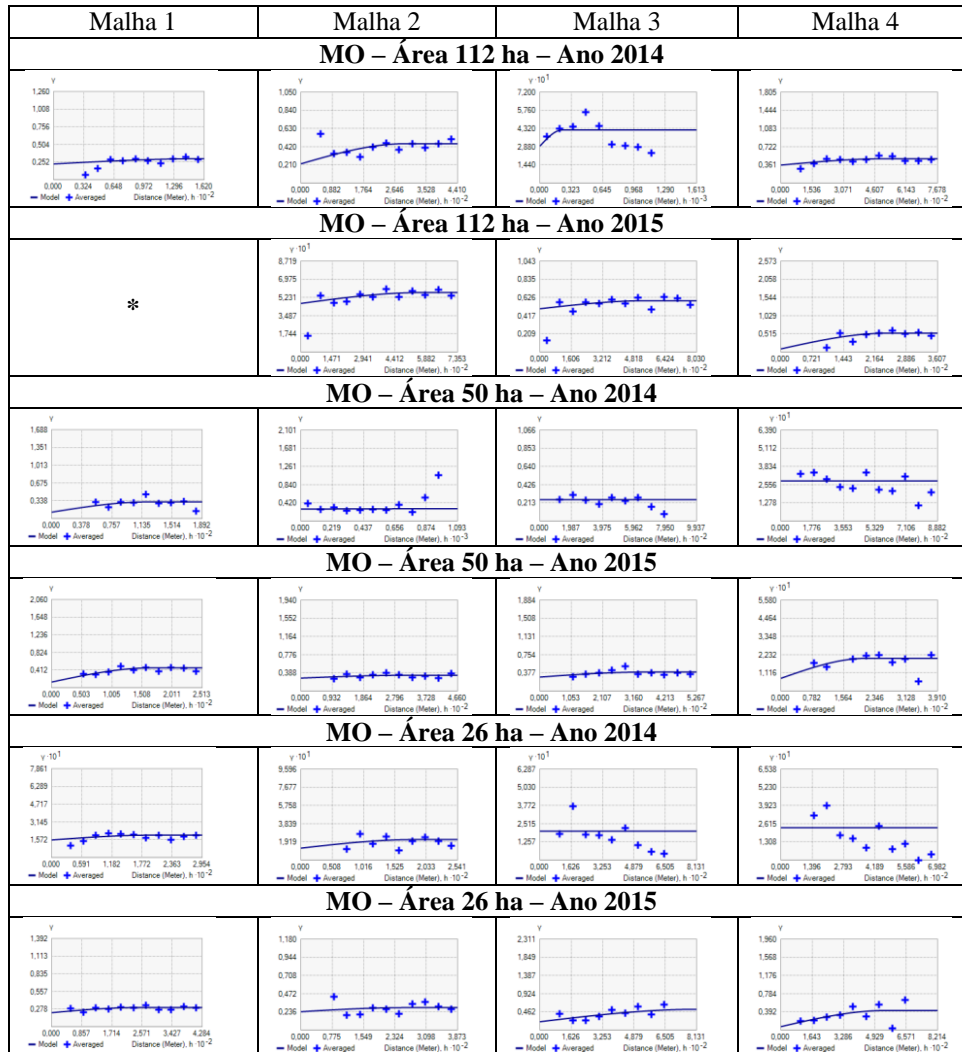 Malha 1 Malha 2 Malha 3 Malha 4
MO – Área 112 ha – Ano 2014
γ γ γ ·10¹ γ
1,260 1,050 7,200 1,805
1,008 0,840 5,760 1,444
0,756 0,630 4,320 1,083
0,504 0,420 2,880 0,722
0,252 0,210 1,440 0,361
0,000 0,324 0,648 0,972 1,296 1,620 0,000 0,882 1,764 2,646 3,528 4,410 0,000 0,323 0,645 0,968 1,290 1,613 0,000 1,536 3,071 4,607 6,143 7,678
Model Averaged Distance (Meter), h ·10⁻² Model Averaged Distance (Meter), h ·10⁻² Model Averaged Distance (Meter), h ·10⁻³ Model Averaged Distance (Meter), h ·10⁻²
MO – Área 112 ha – Ano 2015
* γ ·10¹ γ γ
8,719 1,043 2,573
6,975 0,835 2,058
5,231 0,626 1,544
3,487 0,417 1,029
1,744 0,209 0,515
0,000 1,471 2,941 4,412 5,882 7,353 0,000 1,606 3,212 4,818 6,424 8,030 0,000 0,721 1,443 2,164 2,886 3,607
Model Averaged Distance (Meter), h ·10⁻² Model Averaged Distance (Meter), h ·10⁻² Model Averaged Distance (Meter), h ·10⁻²
MO – Área 50 ha – Ano 2014
γ γ γ γ ·10¹
1,688 2,101 1,066 6,390
1,351 1,681 0,853 5,112
1,013 1,261 0,640 3,834
0,675 0,840 0,426 2,556
0,338 0,420 0,213 1,278
0,000 0,378 0,757 1,135 1,514 1,892 0,000 0,219 0,437 0,656 0,874 1,093 0,000 1,987 3,975 5,962 7,950 9,937 0,000 1,776 3,553 5,329 7,106 8,882
Model Averaged Distance (Meter), h ·10⁻² Model Averaged Distance (Meter), h ·10⁻³ Model Averaged Distance (Meter), h ·10⁻² Model Averaged Distance (Meter), h ·10⁻²
MO – Área 50 ha – Ano 2015
γ γ γ γ ·10¹
2,060 1,940 1,884 5,580
1,648 1,552 1,508 4,464
1,236 1,164 1,131 3,348
0,824 0,776 0,754 2,232
0,412 0,388 0,377 1,116
0,000 0,503 1,005 1,508 2,011 2,513 0,000 0,932 1,864 2,796 3,728 4,660 0,000 1,053 2,107 3,160 4,213 5,267 0,000 0,782 1,564 2,346 3,128 3,910
Model Averaged Distance (Meter), h ·10⁻² Model Averaged Distance (Meter), h ·10⁻² Model Averaged Distance (Meter), h ·10⁻² Model Averaged Distance (Meter), h ·10⁻²
MO – Área 26 ha – Ano 2014
γ ·10¹ γ ·10¹ γ ·10¹ γ ·10¹
7,861 9,596 6,287 6,538
6,289 7,677 5,030 5,230
4,717 5,758 3,772 3,923
3,145 3,839 2,515 2,615
1,572 1,919 1,257 1,308
0,000 0,591 1,182 1,772 2,363 2,954 0,000 0,508 1,016 1,525 2,033 2,541 0,000 1,626 3,253 4,879 6,505 8,131 0,000 1,396 2,793 4,189 5,586 6,982
Model Averaged Distance (Meter), h ·10⁻² Model Averaged Distance (Meter), h ·10⁻² Model Averaged Distance (Meter), h ·10⁻² Model Averaged Distance (Meter), h ·10⁻²
MO – Área 26 ha – Ano 2015
γ γ γ γ
1,392 1,180 2,311 1,960
1,113 0,944 1,849 1,568
0,835 0,708 1,387 1,176
0,557 0,472 0,924 0,784
0,278 0,236 0,462 0,392
0,000 0,857 1,714 2,571 3,427 4,284 0,000 0,775 1,549 2,324 3,098 3,873 0,000 1,626 3,253 4,879 6,505 8,131 0,000 1,643 3,286 4,929 6,571 8,214
Model Averaged Distance (Meter), h ·10⁻² Model Averaged Distance (Meter), h ·10⁻² Model Averaged Distance (Meter), h ·10⁻² Model Averaged Distance (Meter), h ·10⁻²